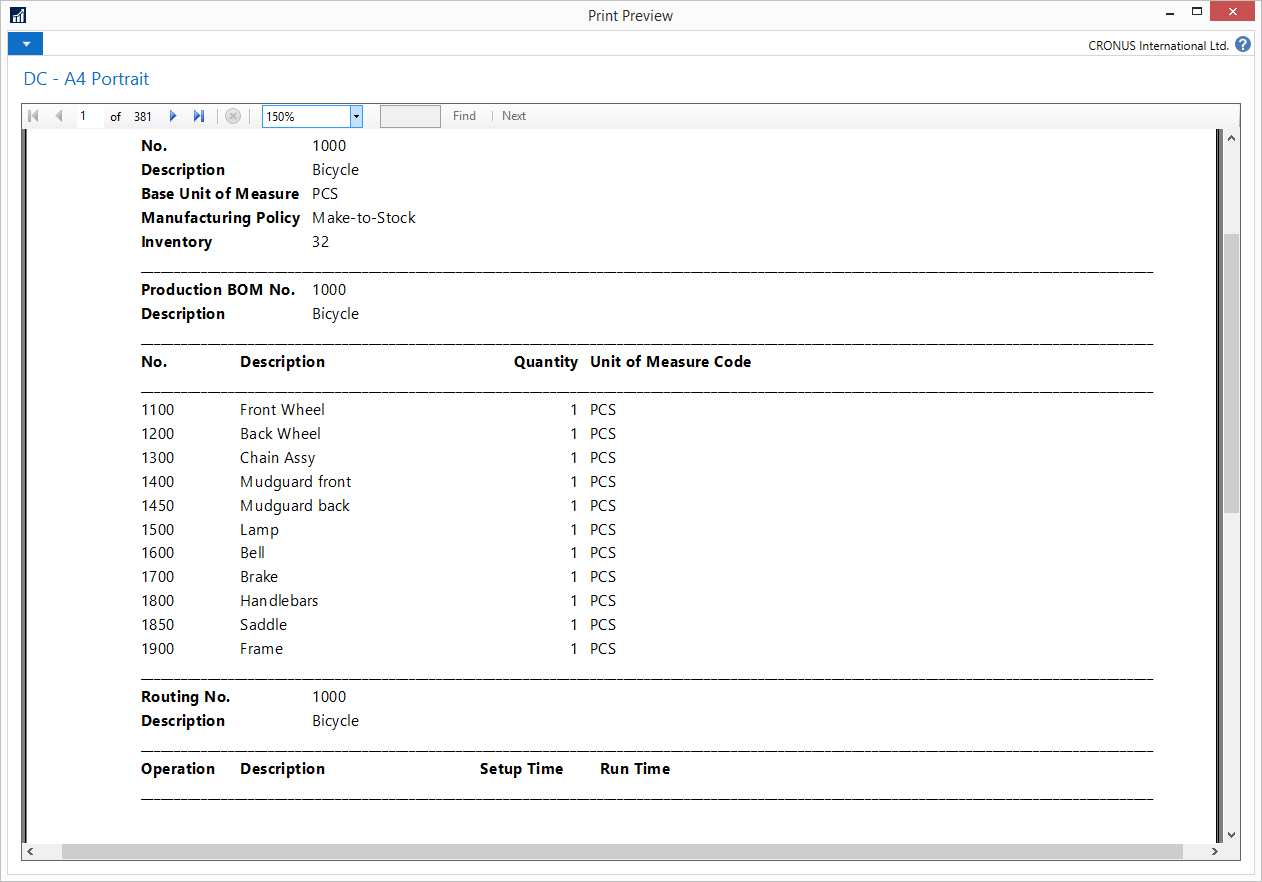 Print Preview
CRONUS International Ltd. ?
DC - A4 Portrait
1 of 381 150% Find Next
No. 1000
Description Bicycle
Base Unit of Measure PCS
Manufacturing Policy Make-to-Stock
Inventory 32
Production BOM No. 1000
Description Bicycle
No. Description Quantity Unit of Measure Code
1100 Front Wheel 1 PCS
1200 Back Wheel 1 PCS
1300 Chain Assy 1 PCS
1400 Mudguard front 1 PCS
1450 Mudguard back 1 PCS
1500 Lamp 1 PCS
1600 Bell 1 PCS
1700 Brake 1 PCS
1800 Handlebars 1 PCS
1850 Saddle 1 PCS
1900 Frame 1 PCS
Routing No. 1000
Description Bicycle
Operation Description Setup Time Run Time